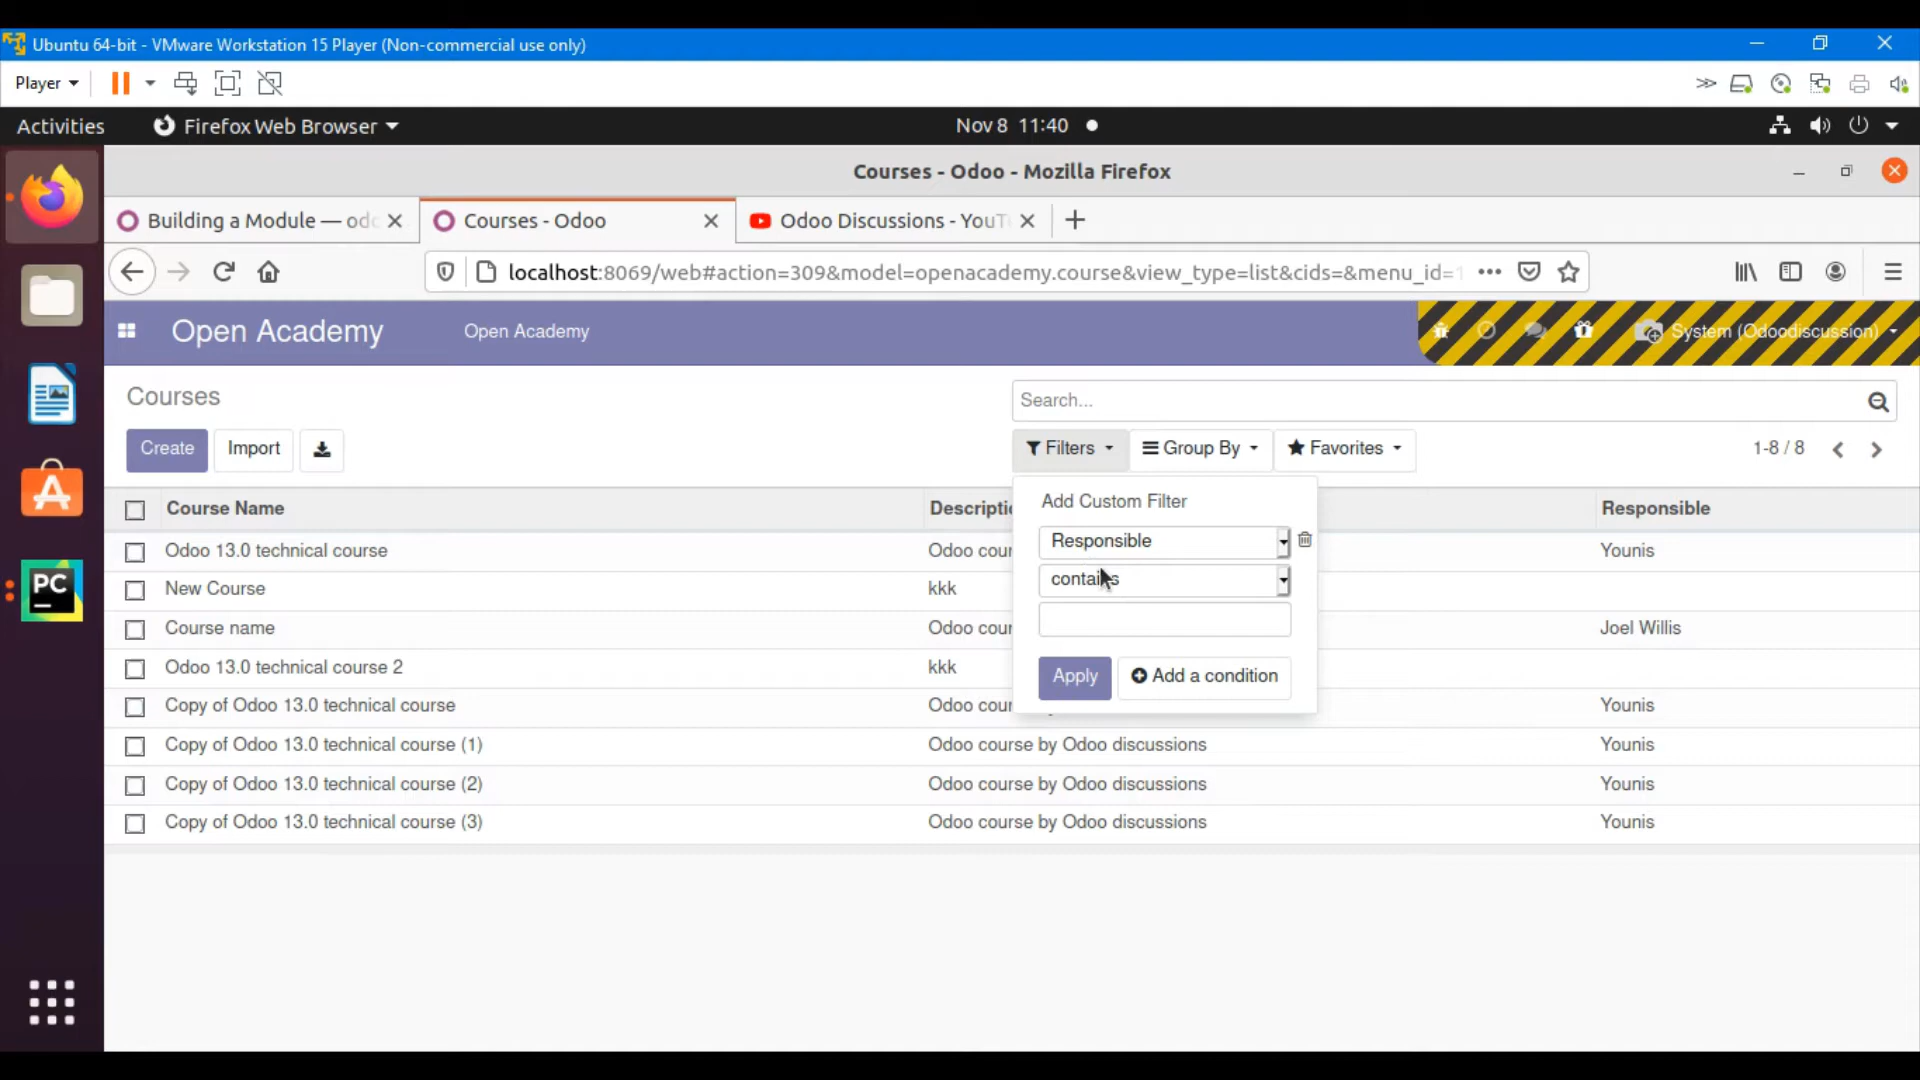 Ubuntu 64-bit - VMware Workstation 15 Player (Non-commercial use only)
Player
Activities
Firefox Web Browser
Nov 8 11:40
Courses - Odoo - Mozilla Firefox
Building a Module — odo
Courses - Odoo
Odoo Discussions - YouT
localhost:8069/web#action=309&model=openacademy.course&view_type=list&cids=&menu_id=1
Open Academy
Open Academy
System (Odoodiscussion)
Courses
Search...
Create
Import
Filters
Group By
Favorites
1-8 / 8
Course Name
Descripti
Responsible
Add Custom Filter
Responsible
contains
Apply
Add a condition
Odoo 13.0 technical course
Odoo cour
Younis
New Course
kkk
Course name
Odoo cour
Joel Willis
Odoo 13.0 technical course 2
kkk
Copy of Odoo 13.0 technical course
Odoo cour
Younis
Copy of Odoo 13.0 technical course (1)
Odoo course by Odoo discussions
Younis
Copy of Odoo 13.0 technical course (2)
Odoo course by Odoo discussions
Younis
Copy of Odoo 13.0 technical course (3)
Odoo course by Odoo discussions
Younis
PC